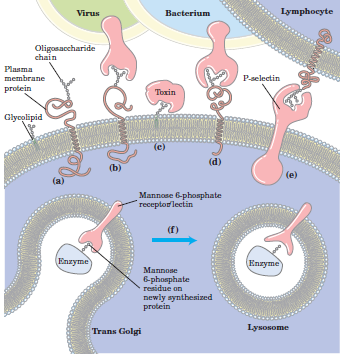 Virus
Bacterium
Lymphocyte
Oligosaccharide
chain
Plasma
membrane
protein
Glycolipid
Toxin
P-selectin
(a)
(b)
(c)
(d)
(e)
Mannose 6-phosphate
receptor/lectin
(f)
Enzyme
Enzyme
Mannose
6-phosphate
residue on
newly synthesized
protein
Trans Golgi
Lysosome